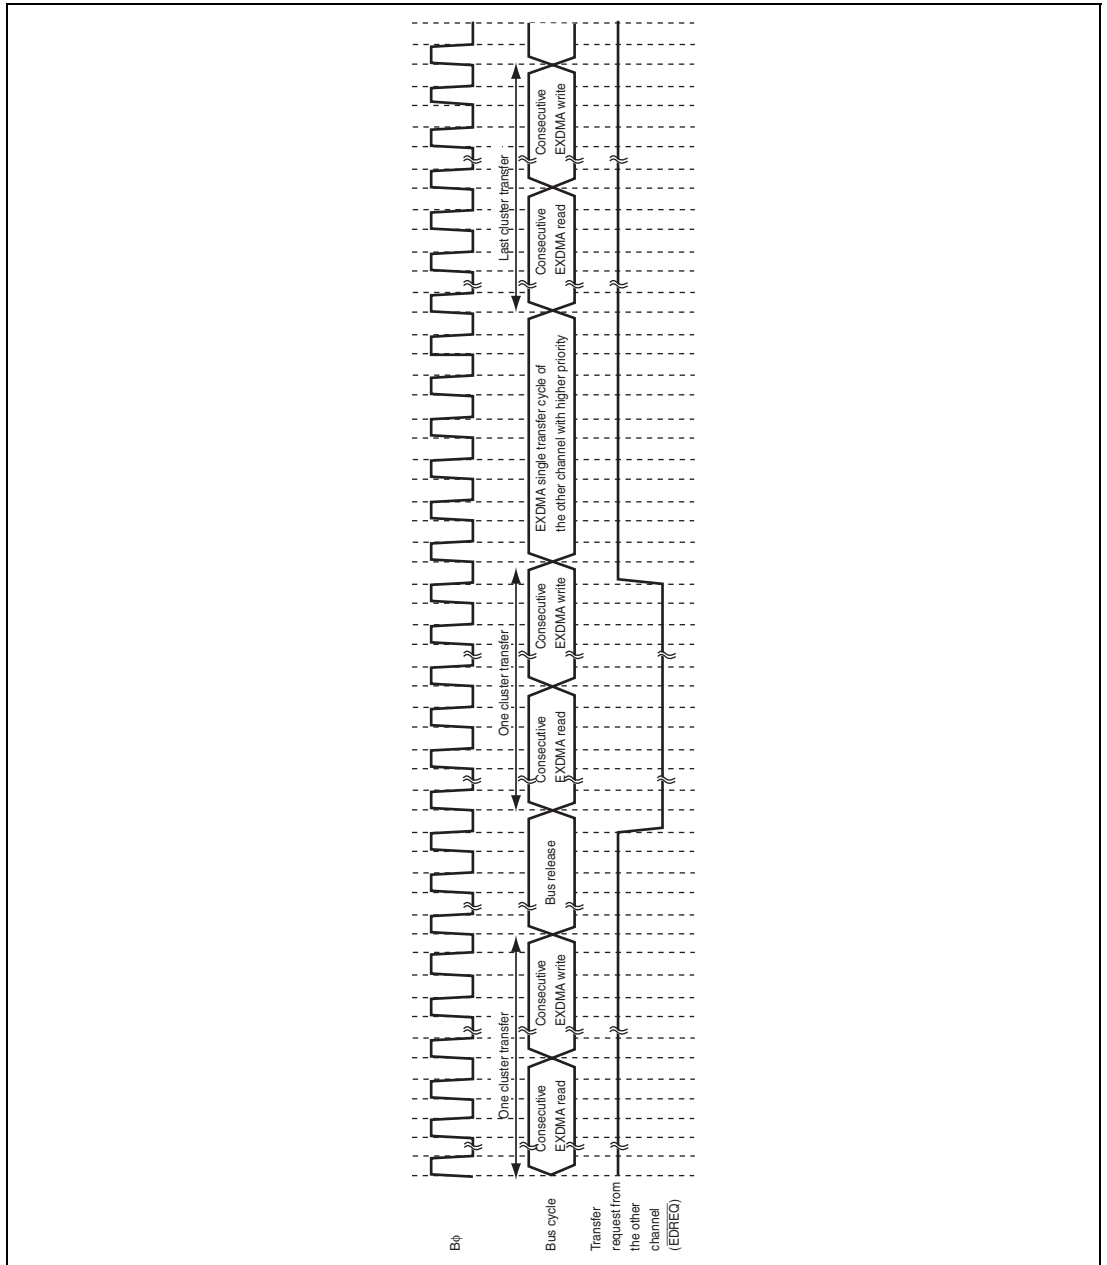 Bφ
Bus cycle
Transfer
request from
the other
channel
(EDREQ)
One cluster transfer
One cluster transfer
Last cluster transfer
Consecutive
EXDMA read
Consecutive
EXDMA write
Bus release
Consecutive
EXDMA read
Consecutive
EXDMA write
EXDMA single transfer cycle of
the other channel with higher priority
Consecutive
EXDMA read
Consecutive
EXDMA write